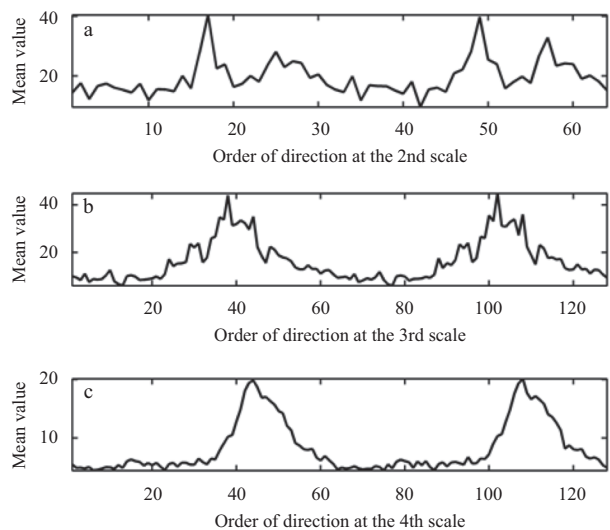 a
40
20
Mean value
10 20 30 40 50 60
Order of direction at the 2nd scale
b
40
20
Mean value
20 40 60 80 100 120
Order of direction at the 3rd scale
c
20
10
Mean value
20 40 60 80 100 120
Order of direction at the 4th scale